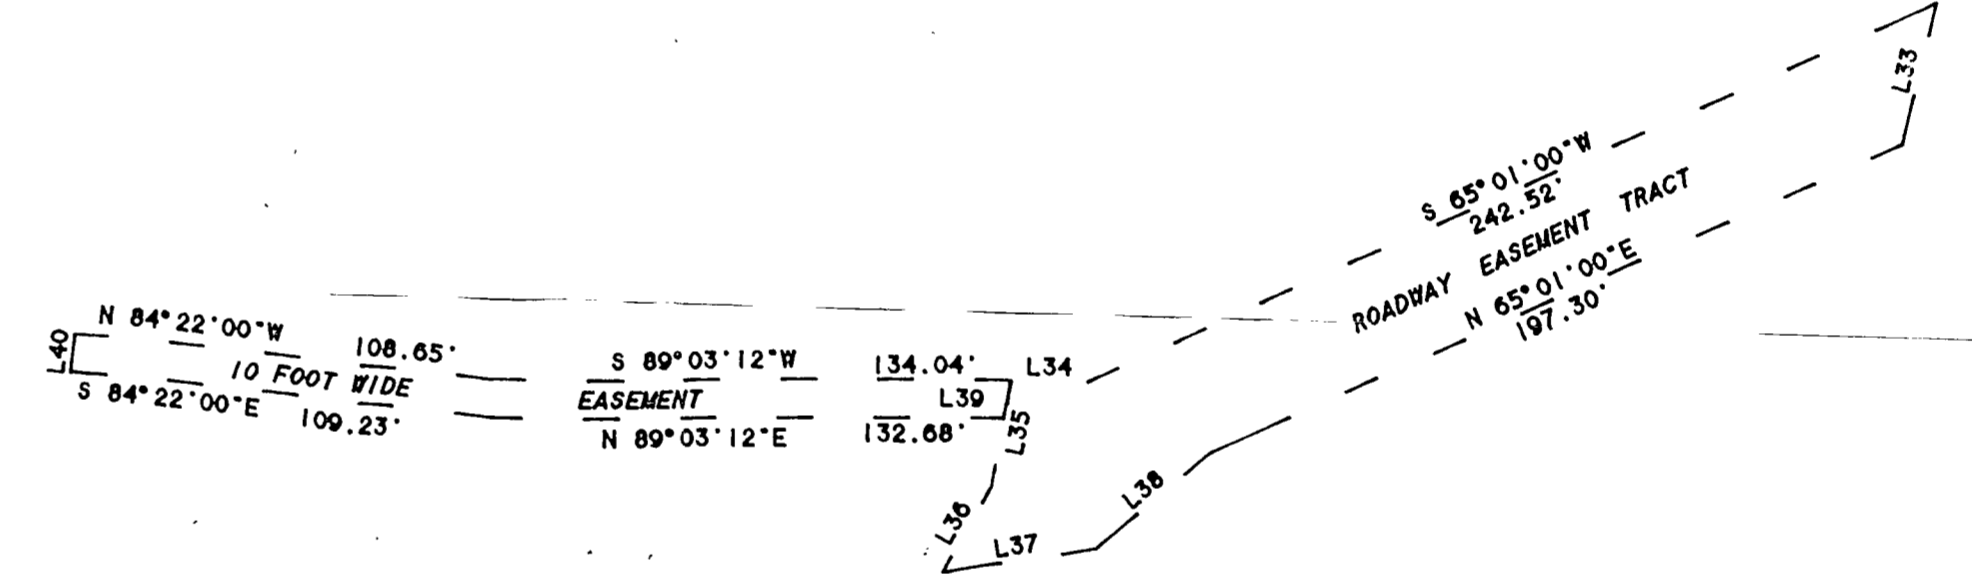 L33
S 65°01'00"W
242.52'
ROADWAY EASEMENT TRACT
N 65°01'00"E
197.30'
N 84°22'00"W
108.65'
L40
10 FOOT WIDE
S 84°22'00"E
109.23'
S 89°03'12"W
134.04'
L34
EASEMENT
L39
N 89°03'12"E
132.68'
L35
L38
L36
L37